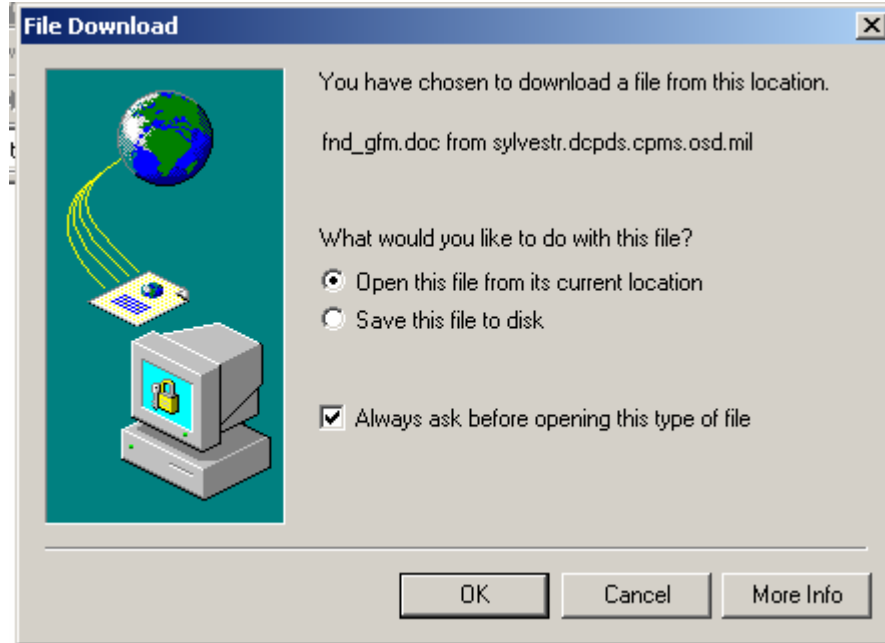 File Download
You have chosen to download a file from this location.
fnd_gfm.doc from sylvestr.dcpds.cpms.osd.mil
What would you like to do with this file?
Open this file from its current location
Save this file to disk
Always ask before opening this type of file
OK Cancel More Info